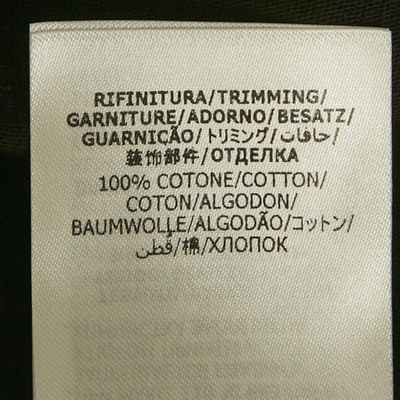 RIFINITURA/TRIMMING/
GARNITURE/ADORNO/BESATZ/
GUARNIÇÃO/トリミング/حافات/
装饰部件/ОТДЕЛКА
100% COTONE/COTTON/
COTON/ALGODON/
BAUMWOLLE/ALGODÃO/コットン/
قُطن/棉/ХЛОПОК